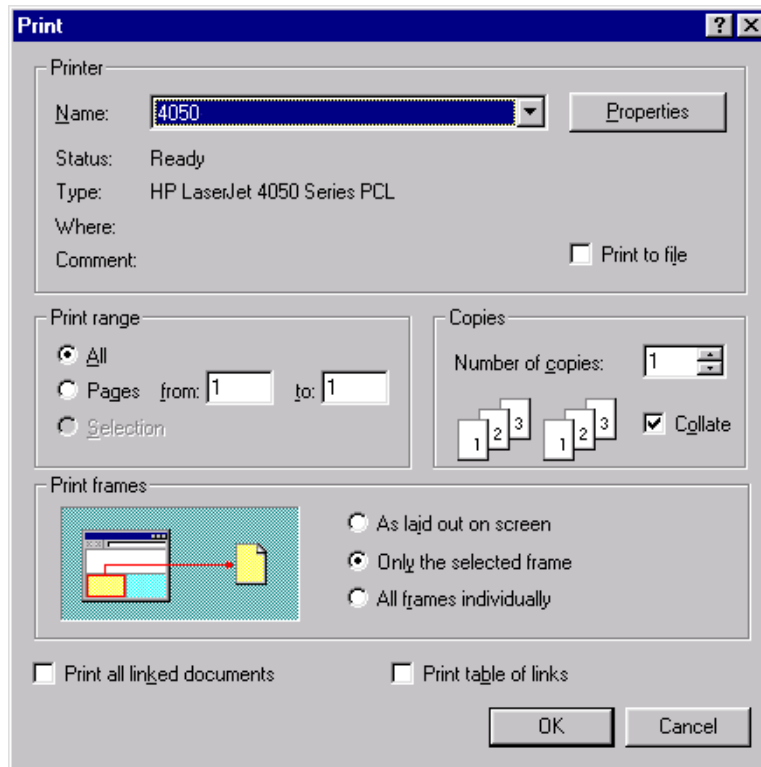 Print
Printer
Name: 4050 Properties
Status: Ready
Type: HP LaserJet 4050 Series PCL
Where:
Comment: Print to file
Print range
All
Pages from: 1 to: 1
Selection
Copies
Number of copies: 1
1 2 3 1 2 3 Collate
Print frames
As laid out on screen
Only the selected frame
All frames individually
Print all linked documents Print table of links
OK Cancel